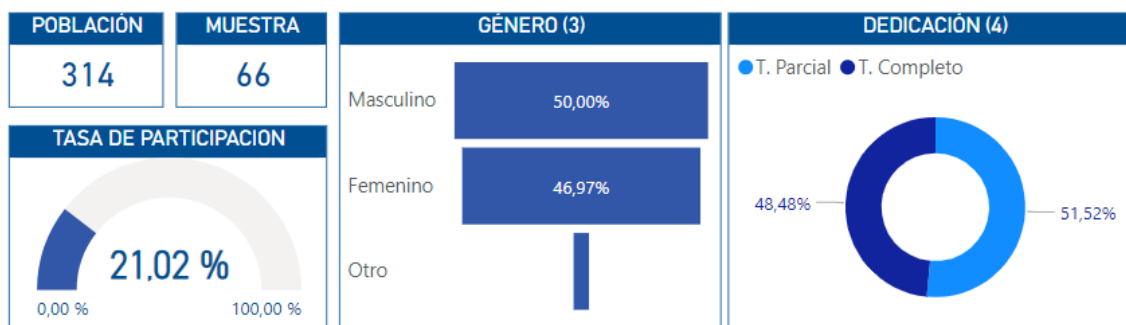 POBLACIÓN
314
MUESTRA
66
TASA DE PARTICIPACION
21,02 %
0,00 %
100,00 %
GÉNERO (3)
Masculino
50,00%
Femenino
46,97%
Otro
DEDICACIÓN (4)
T. Parcial T. Completo
48,48%
51,52%